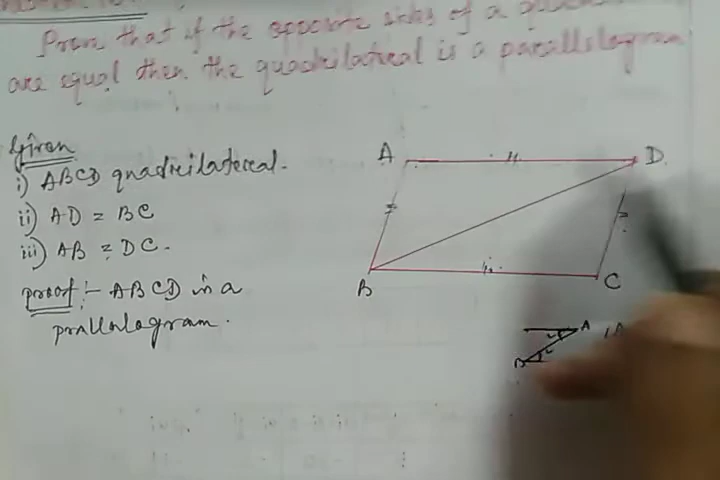 Prove that if the opposite sides of a
are equal then the quadrilateral is a parallelogram
Given
i) ABCD quadrilateral.
ii) AD = BC
iii) AB = DC.
proof :- ABCD is a
prallalagram.
A
D
B
C
A
B